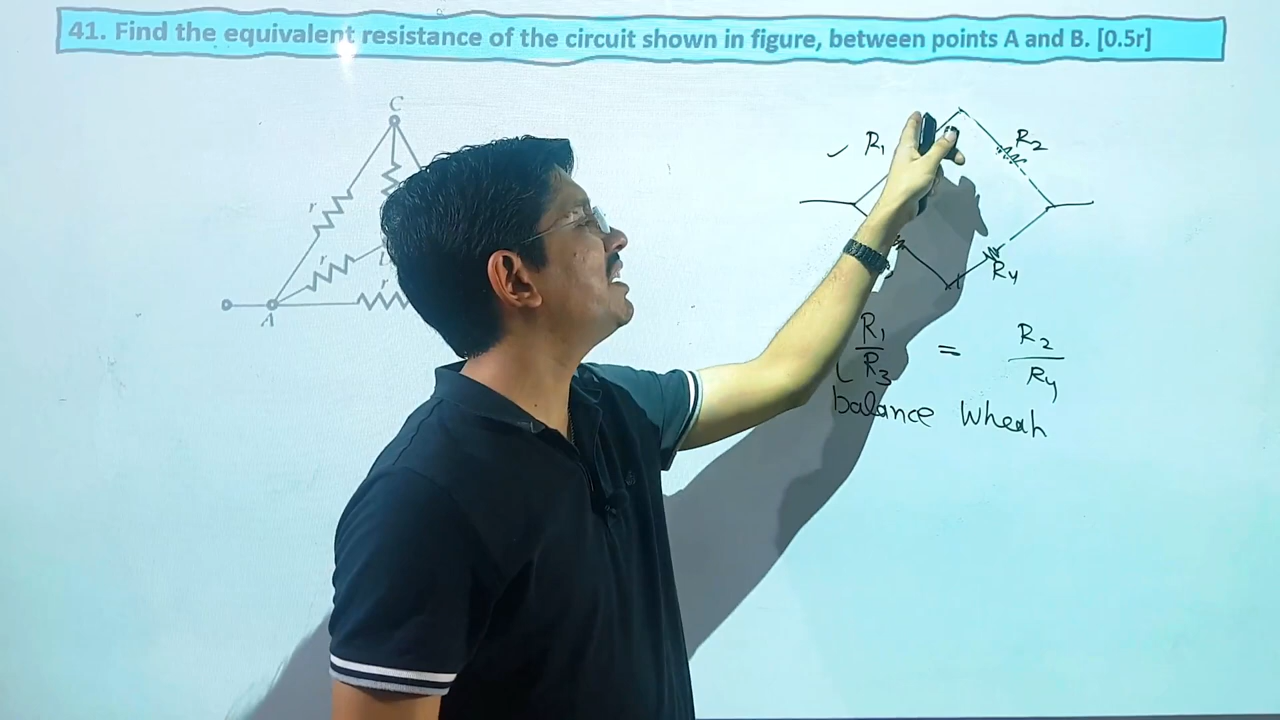 41. Find the equivalent resistance of the circuit shown in figure, between points A and B. [0.5r]
C
r
r
r
A
R1
R2
R4
R1 / R3 = R2 / R4
balance Wheah